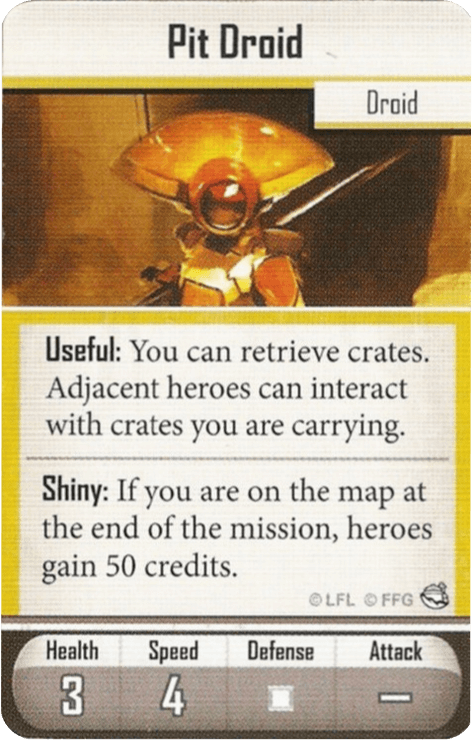 Pit Droid
Droid
Useful: You can retrieve crates.
Adjacent heroes can interact
with crates you are carrying.
Shiny: If you are on the map at
the end of the mission, heroes
gain 50 credits.
©LFL ©FFG
Health Speed Defense Attack
3 4 –